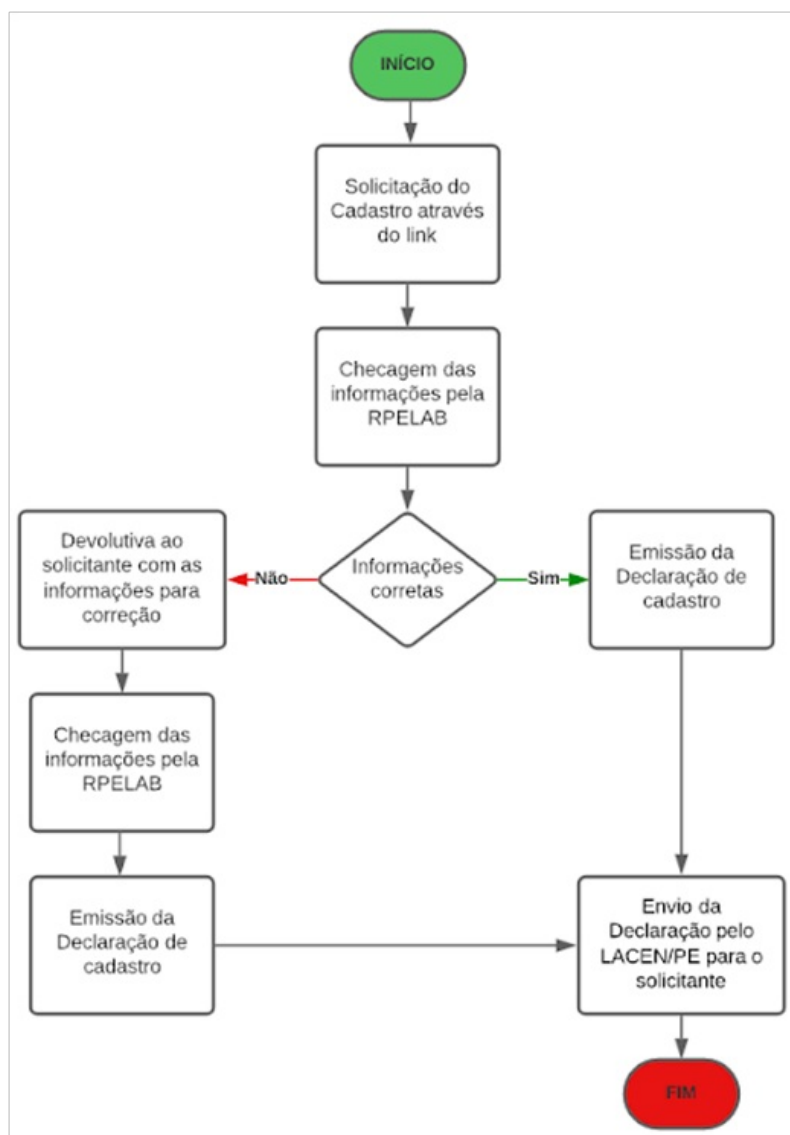 INÍCIO
Solicitação do
Cadastro através
do link
Checagem das
informações pela
RPELAB
Informações
corretas
Não
Sim
Devolutiva ao
solicitante com as
informações para
correção
Emissão da
Declaração de
cadastro
Checagem das
informações pela
RPELAB
Emissão da
Declaração de
cadastro
Envio da
Declaração pelo
LACEN/PE para o
solicitante
FIM